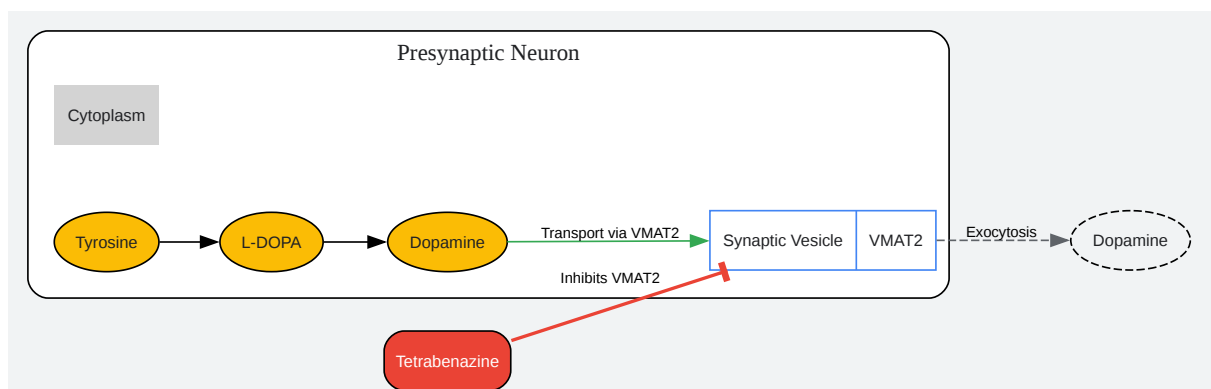 Presynaptic Neuron
Cytoplasm
Tyrosine
L-DOPA
Dopamine
Transport via VMAT2
Synaptic Vesicle
VMAT2
Exocytosis
Dopamine
Inhibits VMAT2
Tetrabenazine